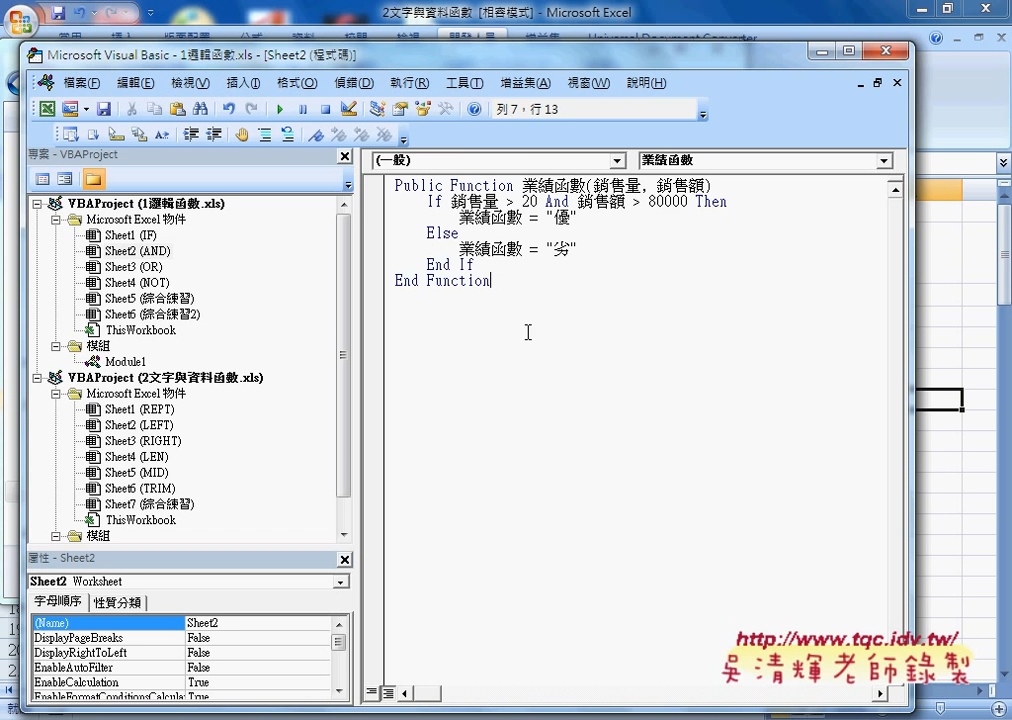 2文字與資料函數 [相容模式] - Microsoft Excel
Microsoft Visual Basic - 1邏輯函數.xls - [Sheet2 (程式碼)]
檔案(F) 編輯(E) 檢視(V) 插入(I) 格式(O) 偵錯(D) 執行(R) 工具(T) 增益集(A) 視窗(W) 說明(H)
列 7，行 13
專案 - VBAProject
(一般) 業績函數
VBAProject (1邏輯函數.xls)
Microsoft Excel 物件
Sheet1 (IF)
Sheet2 (AND)
Sheet3 (OR)
Sheet4 (NOT)
Sheet5 (綜合練習)
Sheet6 (綜合練習2)
ThisWorkbook
模組
Module1
VBAProject (2文字與資料函數.xls)
Microsoft Excel 物件
Sheet1 (REPT)
Sheet2 (LEFT)
Sheet3 (RIGHT)
Sheet4 (LEN)
Sheet5 (MID)
Sheet6 (TRIM)
Sheet7 (綜合練習)
ThisWorkbook
模組
Public Function 業績函數(銷售量, 銷售額)
If 銷售量 > 20 And 銷售額 > 80000 Then
業績函數 = "優"
Else
業績函數 = "劣"
End If
End Function
屬性 - Sheet2
Sheet2 Worksheet
字母順序 性質分類
(Name) Sheet2
DisplayPageBreaks False
DisplayRightToLeft False
EnableAutoFilter False
EnableCalculation True
EnableFormatConditionsCalcula True
http://www.tqc.idv.tw/
吳清輝老師錄製